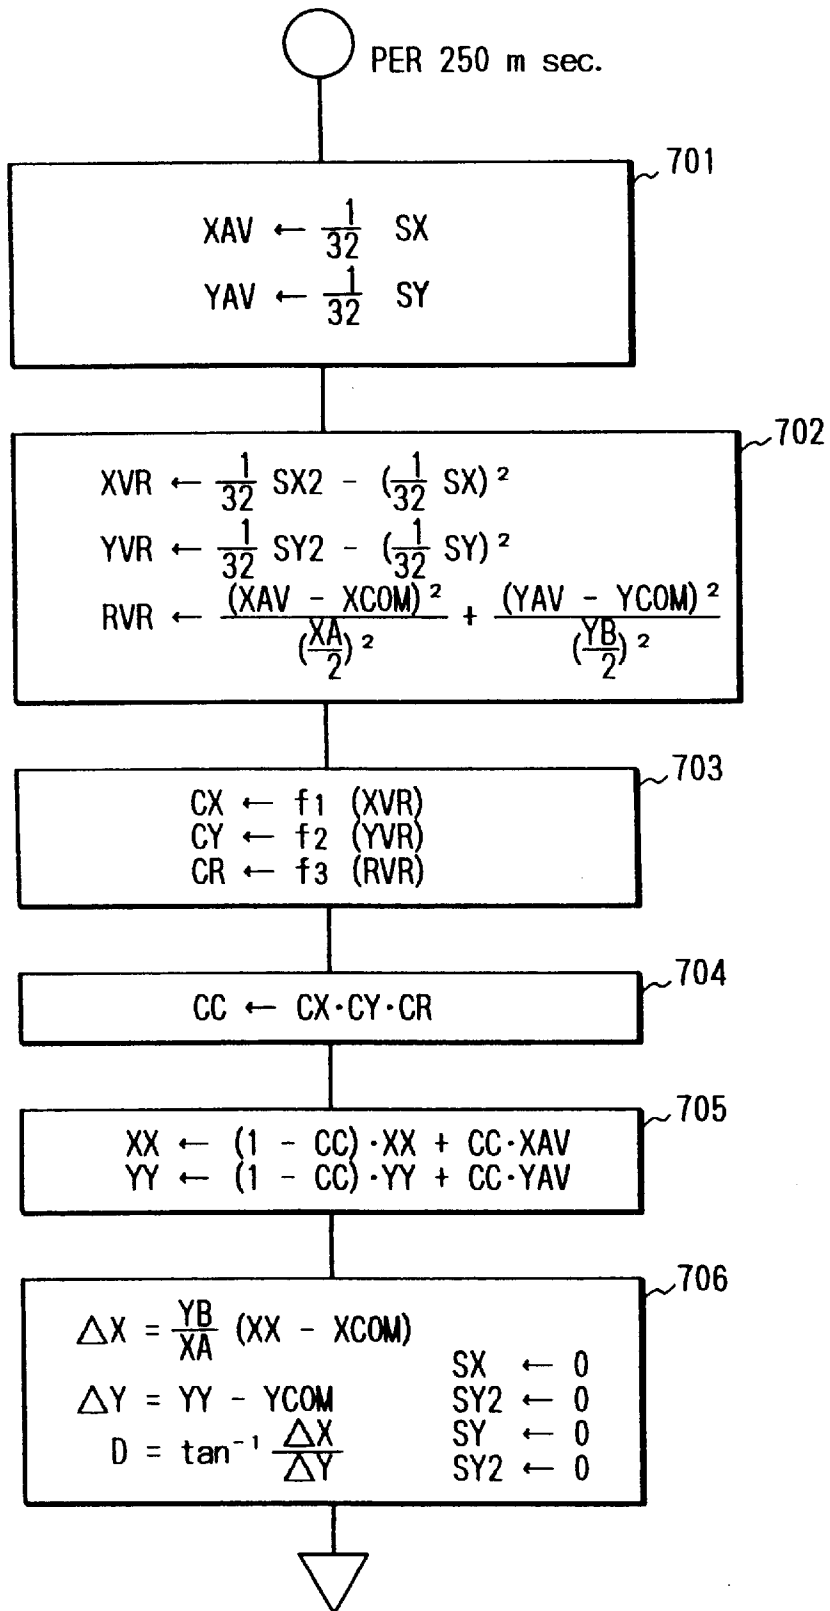 PER 250 m sec.
701
XAV ← 1/32 SX
YAV ← 1/32 SY
702
XVR ← 1/32 SX2 - (1/32 SX)²
YVR ← 1/32 SY2 - (1/32 SY)²
RVR ← (XAV - XCOM)²/(XA/2)² + (YAV - YCOM)²/(YB/2)²
703
CX ← f1 (XVR)
CY ← f2 (YVR)
CR ← f3 (RVR)
704
CC ← CX·CY·CR
705
XX ← (1 - CC)·XX + CC·XAV
YY ← (1 - CC)·YY + CC·YAV
706
△X = YB/XA (XX - XCOM)
△Y = YY - YCOM
D = tan⁻¹ △X/△Y
SX ← 0
SY2 ← 0
SY ← 0
SY2 ← 0